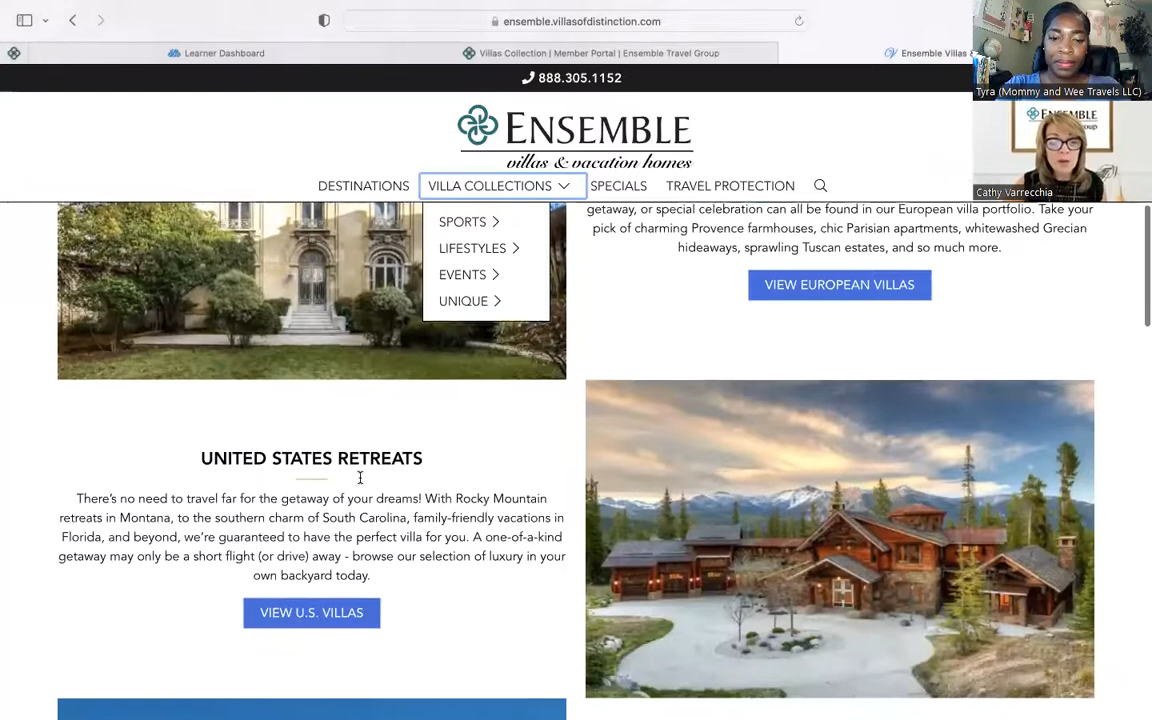 ensemble.villasofdistinction.com
Learner Dashboard
Villas Collection | Member Portal | Ensemble Travel Group
Ensemble Villas &
888.305.1152
Tyra (Mommy and Wee Travels LLC)
ENSEMBLE
villas & vacation homes
Cathy Varrecchia
DESTINATIONS
VILLA COLLECTIONS
SPECIALS
TRAVEL PROTECTION
SPORTS
LIFESTYLES
EVENTS
UNIQUE
getaway, or special celebration can all be found in our European villa portfolio. Take your
pick of charming Provence farmhouses, chic Parisian apartments, whitewashed Grecian
hideaways, sprawling Tuscan estates, and so much more.
VIEW EUROPEAN VILLAS
UNITED STATES RETREATS
There's no need to travel far for the getaway of your dreams! With Rocky Mountain
retreats in Montana, to the southern charm of South Carolina, family-friendly vacations in
Florida, and beyond, we're guaranteed to have the perfect villa for you. A one-of-a-kind
getaway may only be a short flight (or drive) away - browse our selection of luxury in your
own backyard today.
VIEW U.S. VILLAS